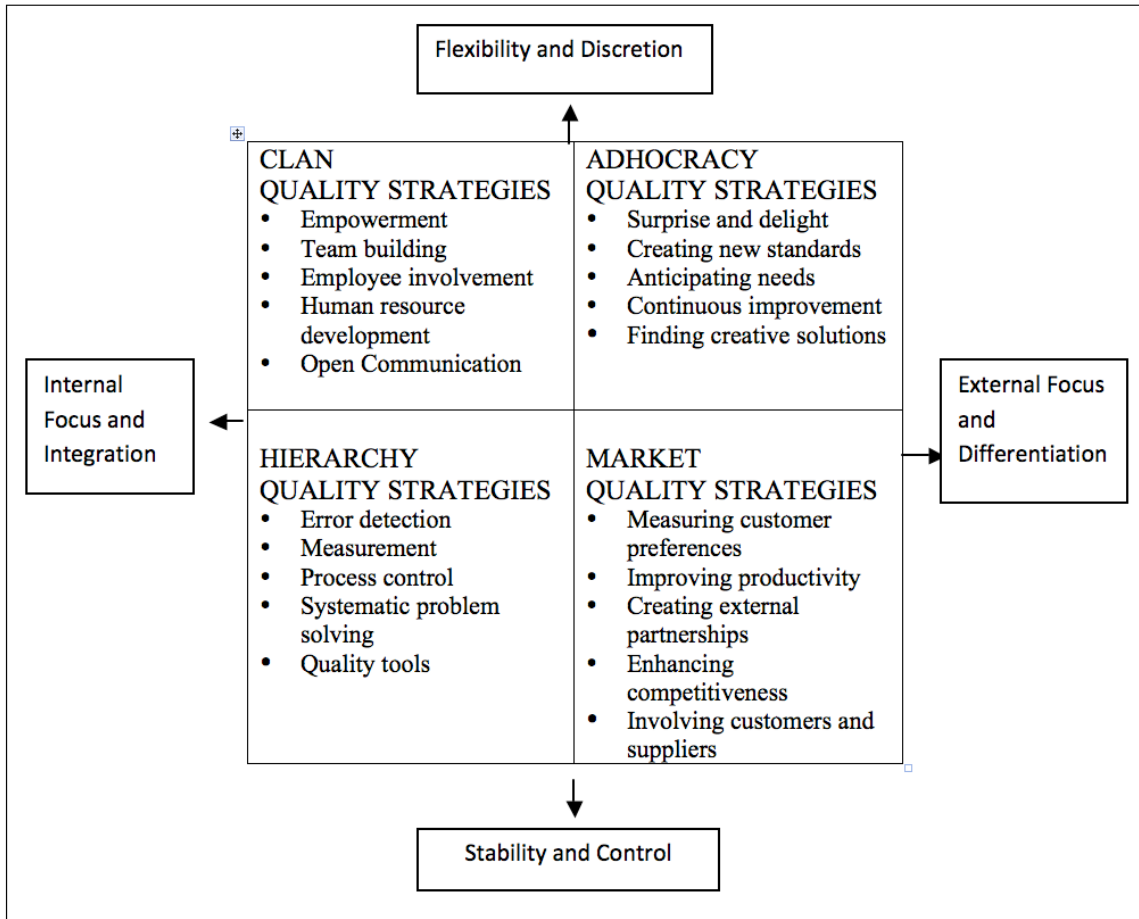 Flexibility and Discretion
CLAN
QUALITY STRATEGIES
• Empowerment
• Team building
• Employee involvement
• Human resource
development
• Open Communication
ADHOCRACY
QUALITY STRATEGIES
• Surprise and delight
• Creating new standards
• Anticipating needs
• Continuous improvement
• Finding creative solutions
Internal
Focus and
Integration
External Focus
and
Differentiation
HIERARCHY
QUALITY STRATEGIES
• Error detection
• Measurement
• Process control
• Systematic problem
solving
• Quality tools
MARKET
QUALITY STRATEGIES
• Measuring customer
preferences
• Improving productivity
• Creating external
partnerships
• Enhancing
competitiveness
• Involving customers and
suppliers
Stability and Control